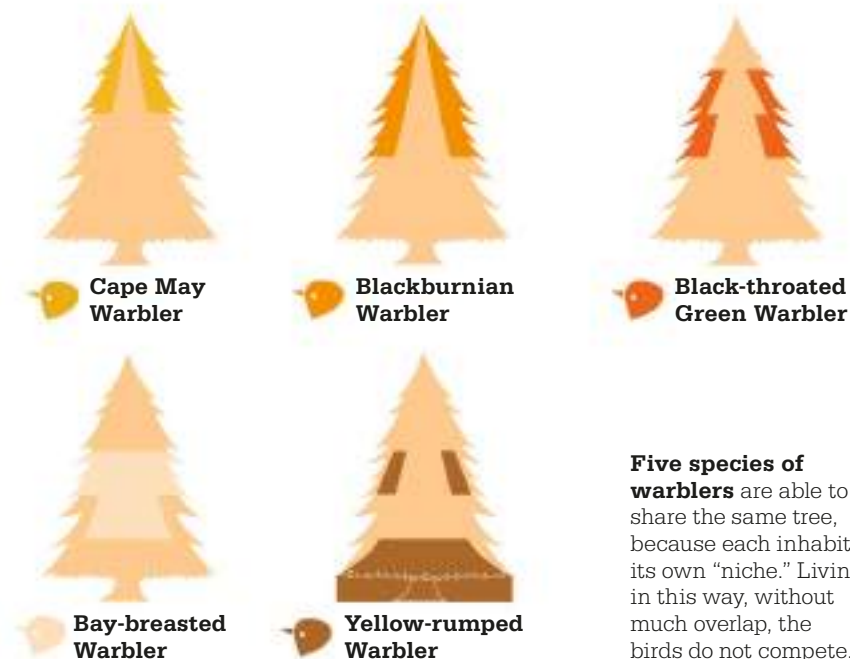 Cape May
Warbler
Blackburnian
Warbler
Black-throated
Green Warbler
Bay-breasted
Warbler
Yellow-rumped
Warbler
Five species of
warblers are able to
share the same tree,
because each inhabit
its own “niche.” Livin
in this way, without
much overlap, the
birds do not compete.